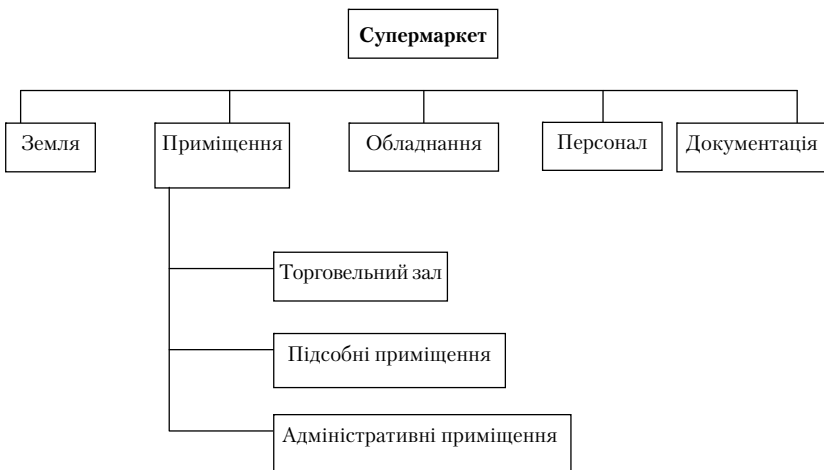 Супермаркет
Земля
Приміщення
Обладнання
Персонал
Документація
Торговельний зал
Підсобні приміщення
Адміністративні приміщення